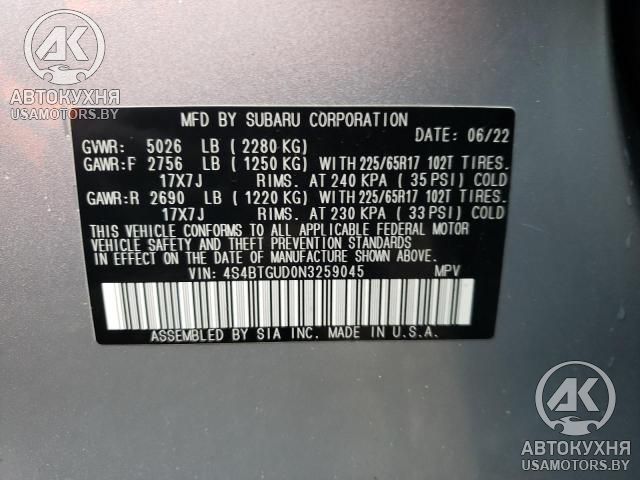 AK
АВТОКУХНЯ
USAMOTORS.BY
MFD BY SUBARU CORPORATION
DATE: 06/22
GVWR: 5026 LB (2280 KG)
GAWR:F 2756 LB (1250 KG) WITH 225/65R17 102T TIRES.
17X7J RIMS. AT 240 KPA (35 PSI) COLD
GAWR:R 2690 LB (1220 KG) WITH 225/65R17 102T TIRES.
17X7J RIMS. AT 230 KPA (33 PSI) COLD
THIS VEHICLE CONFORMS TO ALL APPLICABLE FEDERAL MOTOR
VEHICLE SAFETY AND THEFT PREVENTION STANDARDS
IN EFFECT ON THE DATE OF MANUFACTURE SHOWN ABOVE.
VIN: 4S4BTGUD0N3259045 MPV
ASSEMBLED BY SIA INC. MADE IN U.S.A.
AK
АВТОКУХНЯ
USAMOTORS.BY